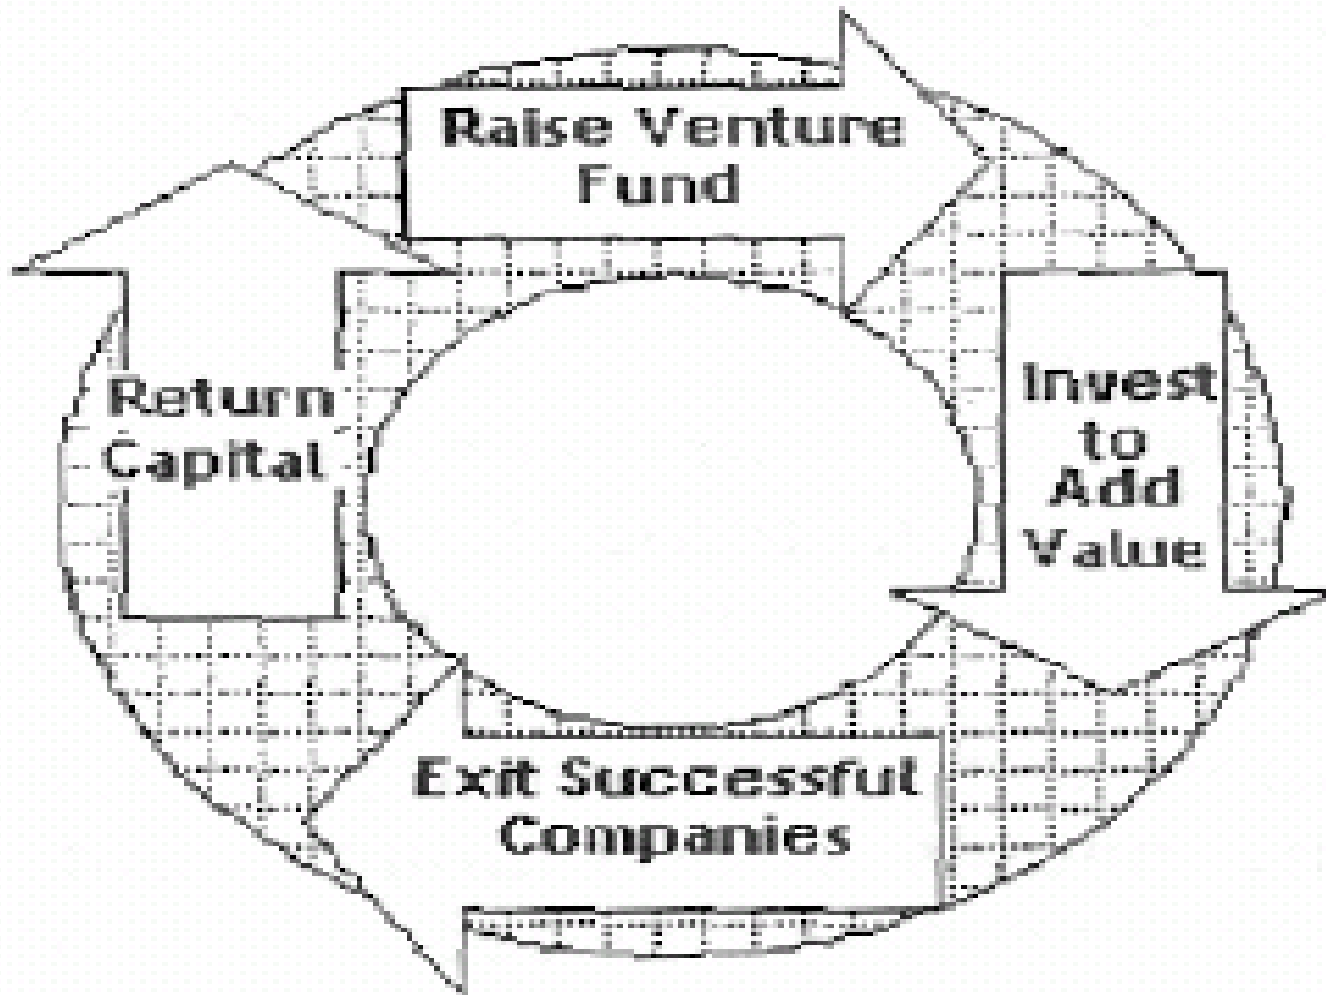 Raise Venture
Fund
Invest
to
Add
Value
Exit Successful
Companies
Return
Capital